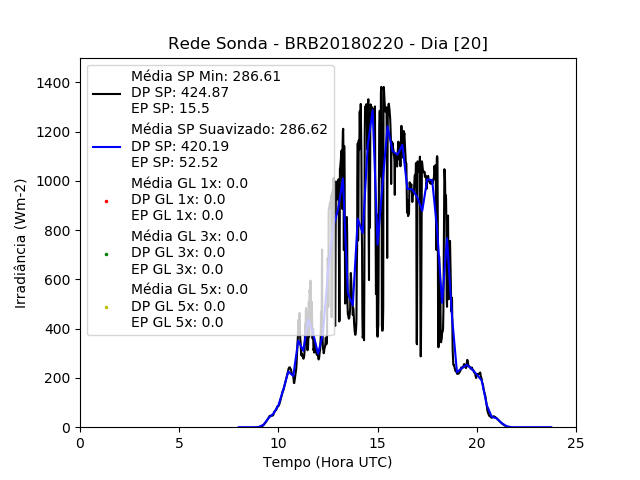 Rede Sonda - BRB20180220 - Dia [20]
Irradiância (Wm-2)
1400
1200
1000
800
600
400
200
0
Média SP Min: 286.61
DP SP: 424.87
EP SP: 15.5
Média SP Suavizado: 286.62
DP SP: 420.19
EP SP: 52.52
Média GL 1x: 0.0
DP GL 1x: 0.0
EP GL 1x: 0.0
Média GL 3x: 0.0
DP GL 3x: 0.0
EP GL 3x: 0.0
Média GL 5x: 0.0
DP GL 5x: 0.0
EP GL 5x: 0.0
0 5 10 15 20 25
Tempo (Hora UTC)